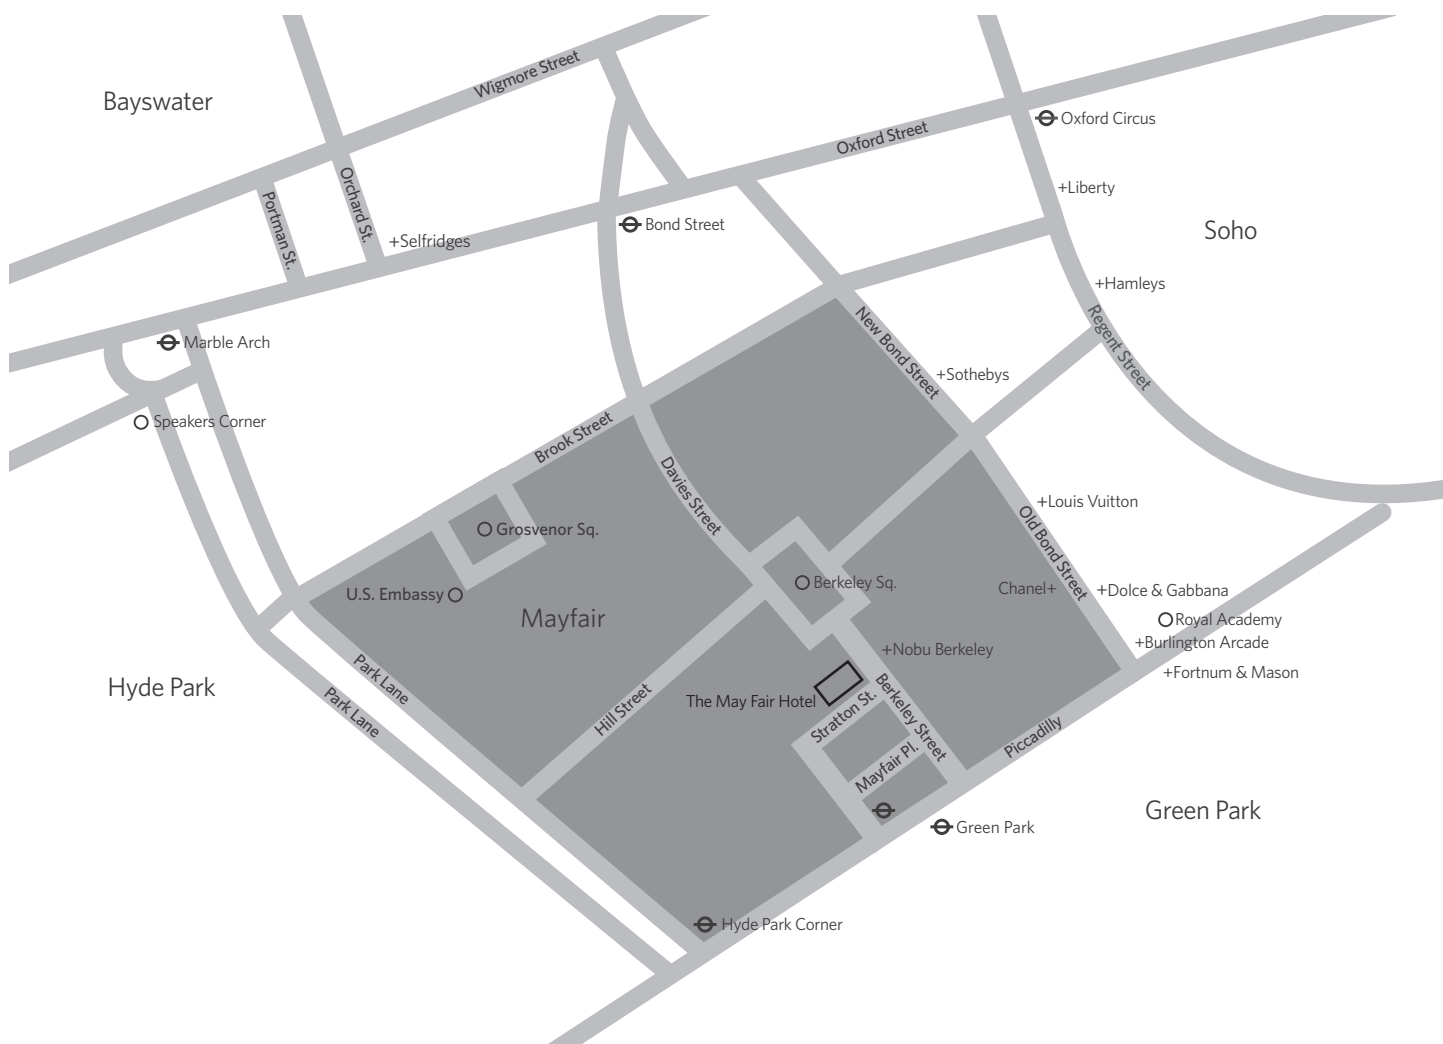 Wigmore Street
Bayswater
Oxford Circus
Oxford Street
Orchard St.
Portman St.
+Liberty
Bond Street
Soho
+Selfridges
+Hamleys
Regent Street
Marble Arch
New Bond Street
+Sothebys
Speakers Corner
Brook Street
Davies Street
+Louis Vuitton
Old Bond Street
Grosvenor Sq.
Berkeley Sq.
Chanel+
+Dolce & Gabbana
U.S. Embassy
Mayfair
Royal Academy
+Burlington Arcade
+Nobu Berkeley
+Fortnum & Mason
Hyde Park
Park Lane
Park Lane
Hill Street
The May Fair Hotel
Stratton St.
Berkeley Street
Mayfair Pl.
Piccadilly
Green Park
Green Park
Hyde Park Corner